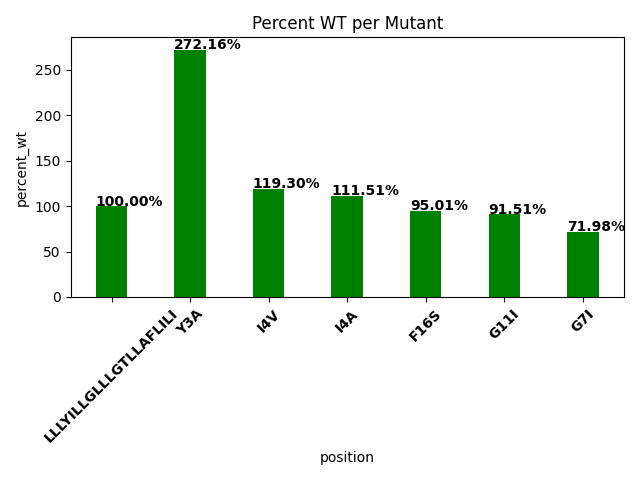 Percent WT per Mutant
percent_wt
250
200
150
100
50
0
100.00%
272.16%
119.30%
111.51%
95.01%
91.51%
71.98%
LLLYILLGLLLGTLLAFLILI
Y3A
I4V
I4A
F16S
G11I
G7I
position